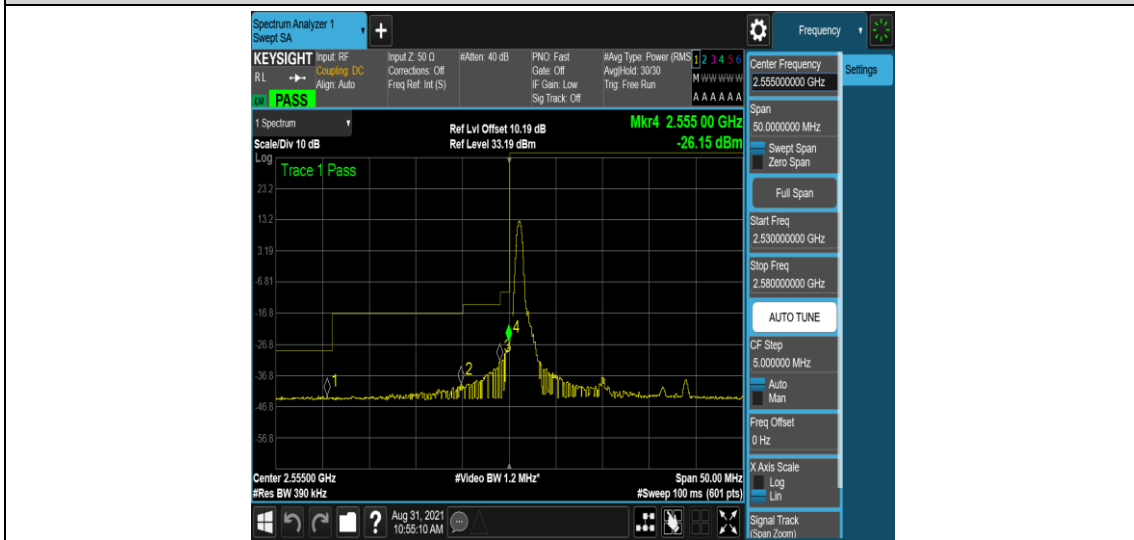 Spectrum Analyzer 1
Swept SA
+
Frequency
KEYSIGHT
RL
LXI
PASS
Input: RF
Coupling: DC
Align: Auto
Input Z: 50 Ω
Corrections: Off
Freq Ref: Int (S)
#Atten: 40 dB
PNO: Fast
Gate: Off
IF Gain: Low
Sig Track: Off
#Avg Type: Power (RMS
Avg|Hold: 30/30
Trig: Free Run
1 2 3 4 5 6
M W W W W W
A A A A A A
1 Spectrum
Scale/Div 10 dB
Ref Lvl Offset 10.19 dB
Ref Level 33.19 dBm
Mkr4 2.555 00 GHz
-26.15 dBm
Log
Trace 1 Pass
23.2
13.2
3.19
-6.81
-16.8
-26.8
-36.8
-46.8
-56.8
1
2
3
4
Center 2.55500 GHz
#Res BW 390 kHz
#Video BW 1.2 MHz*
Span 50.00 MHz
#Sweep 100 ms (601 pts)
Aug 31, 2021
10:55:10 AM
?
Center Frequency
2.555000000 GHz
Settings
Span
50.0000000 MHz
Swept Span
Zero Span
Full Span
Start Freq
2.530000000 GHz
Stop Freq
2.580000000 GHz
AUTO TUNE
CF Step
5.000000 MHz
Auto
Man
Freq Offset
0 Hz
X Axis Scale
Log
Lin
Signal Track
(Span Zoom)